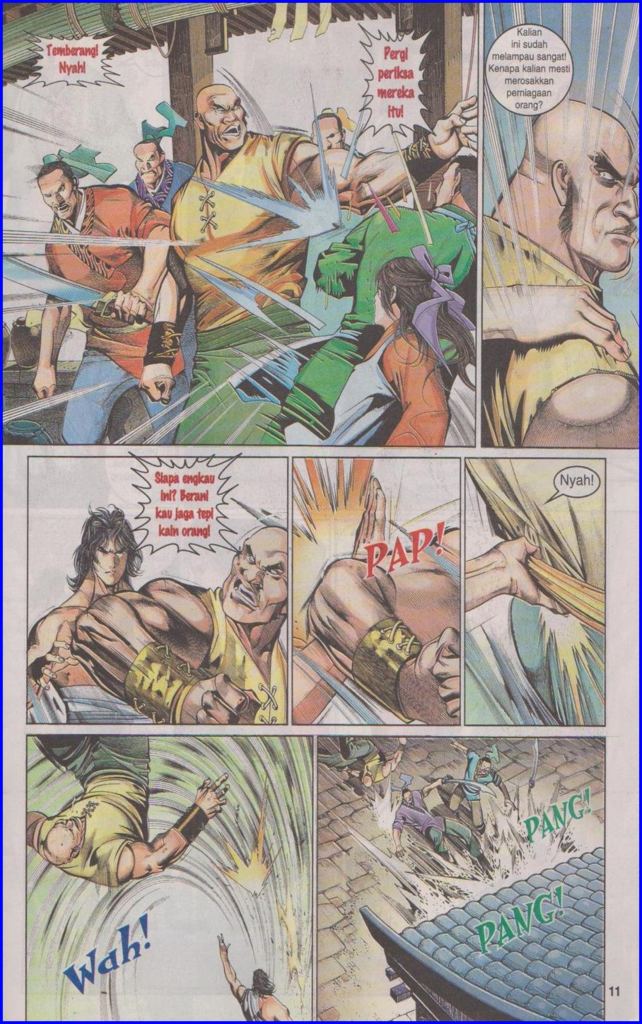 Temberang!
Nyah!
Pergi
periksa
mereka
itu!
Kalian
ini sudah
melampau sangat!
Kenapa kalian mesti
merosakkan
perniagaan
orang?
Siapa engkau
ini? Berani
kau jaga tepi
kain orang!
PAP!
Nyah!
Wah!
PANG!
PANG!
11